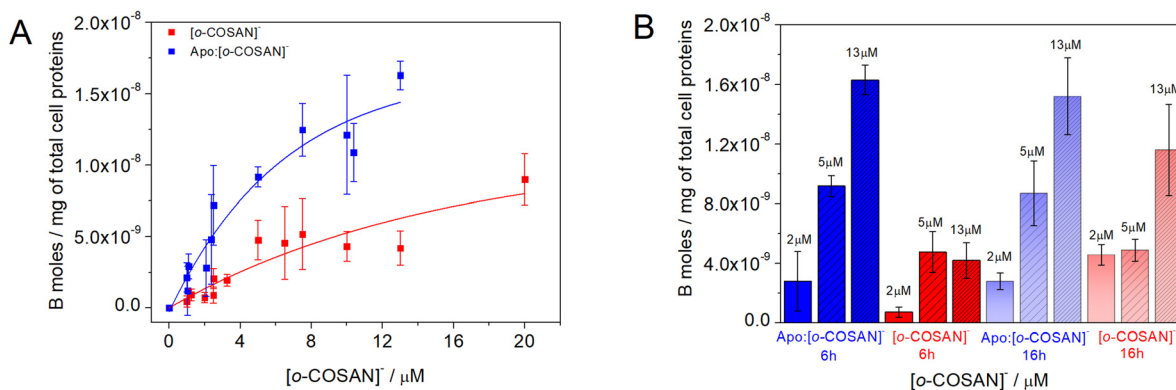 A
B moles / mg of total cell proteins
2.0x10⁻⁸
1.5x10⁻⁸
1.0x10⁻⁸
5.0x10⁻⁹
0.0
[o-COSAN]⁻
Apo:[o-COSAN]⁻
0 4 8 12 16 20
[o-COSAN]⁻ / μM
B
B moles / mg of total cell proteins
2.0x10⁻⁸
1.6x10⁻⁸
1.2x10⁻⁸
8.0x10⁻⁹
4.0x10⁻⁹
0.0
2μM
5μM
13μM
2μM
5μM
13μM
2μM
5μM
13μM
2μM
5μM
13μM
Apo:[o-COSAN]⁻ [o-COSAN]⁻ Apo:[o-COSAN]⁻ [o-COSAN]⁻
6h 6h 16h 16h
[o-COSAN]⁻ / μM